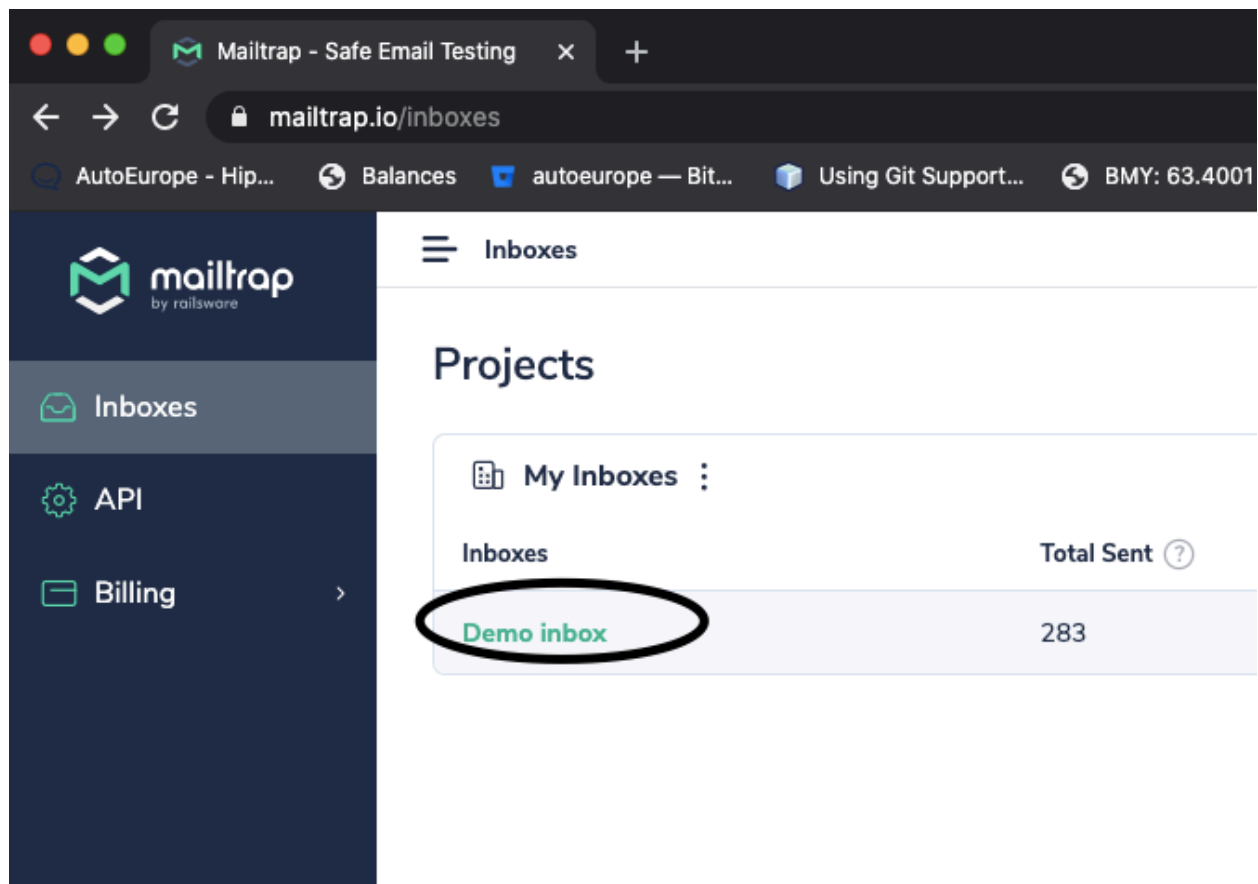 Mailtrap - Safe Email Testing
mailtrap.io/inboxes
AutoEurope - Hip... Balances autoeurope — Bit... Using Git Support... BMY: 63.4001
mailtrap
by railsware
Inboxes
Projects
Inboxes
API
Billing
My Inboxes
Inboxes Total Sent ?
Demo inbox 283